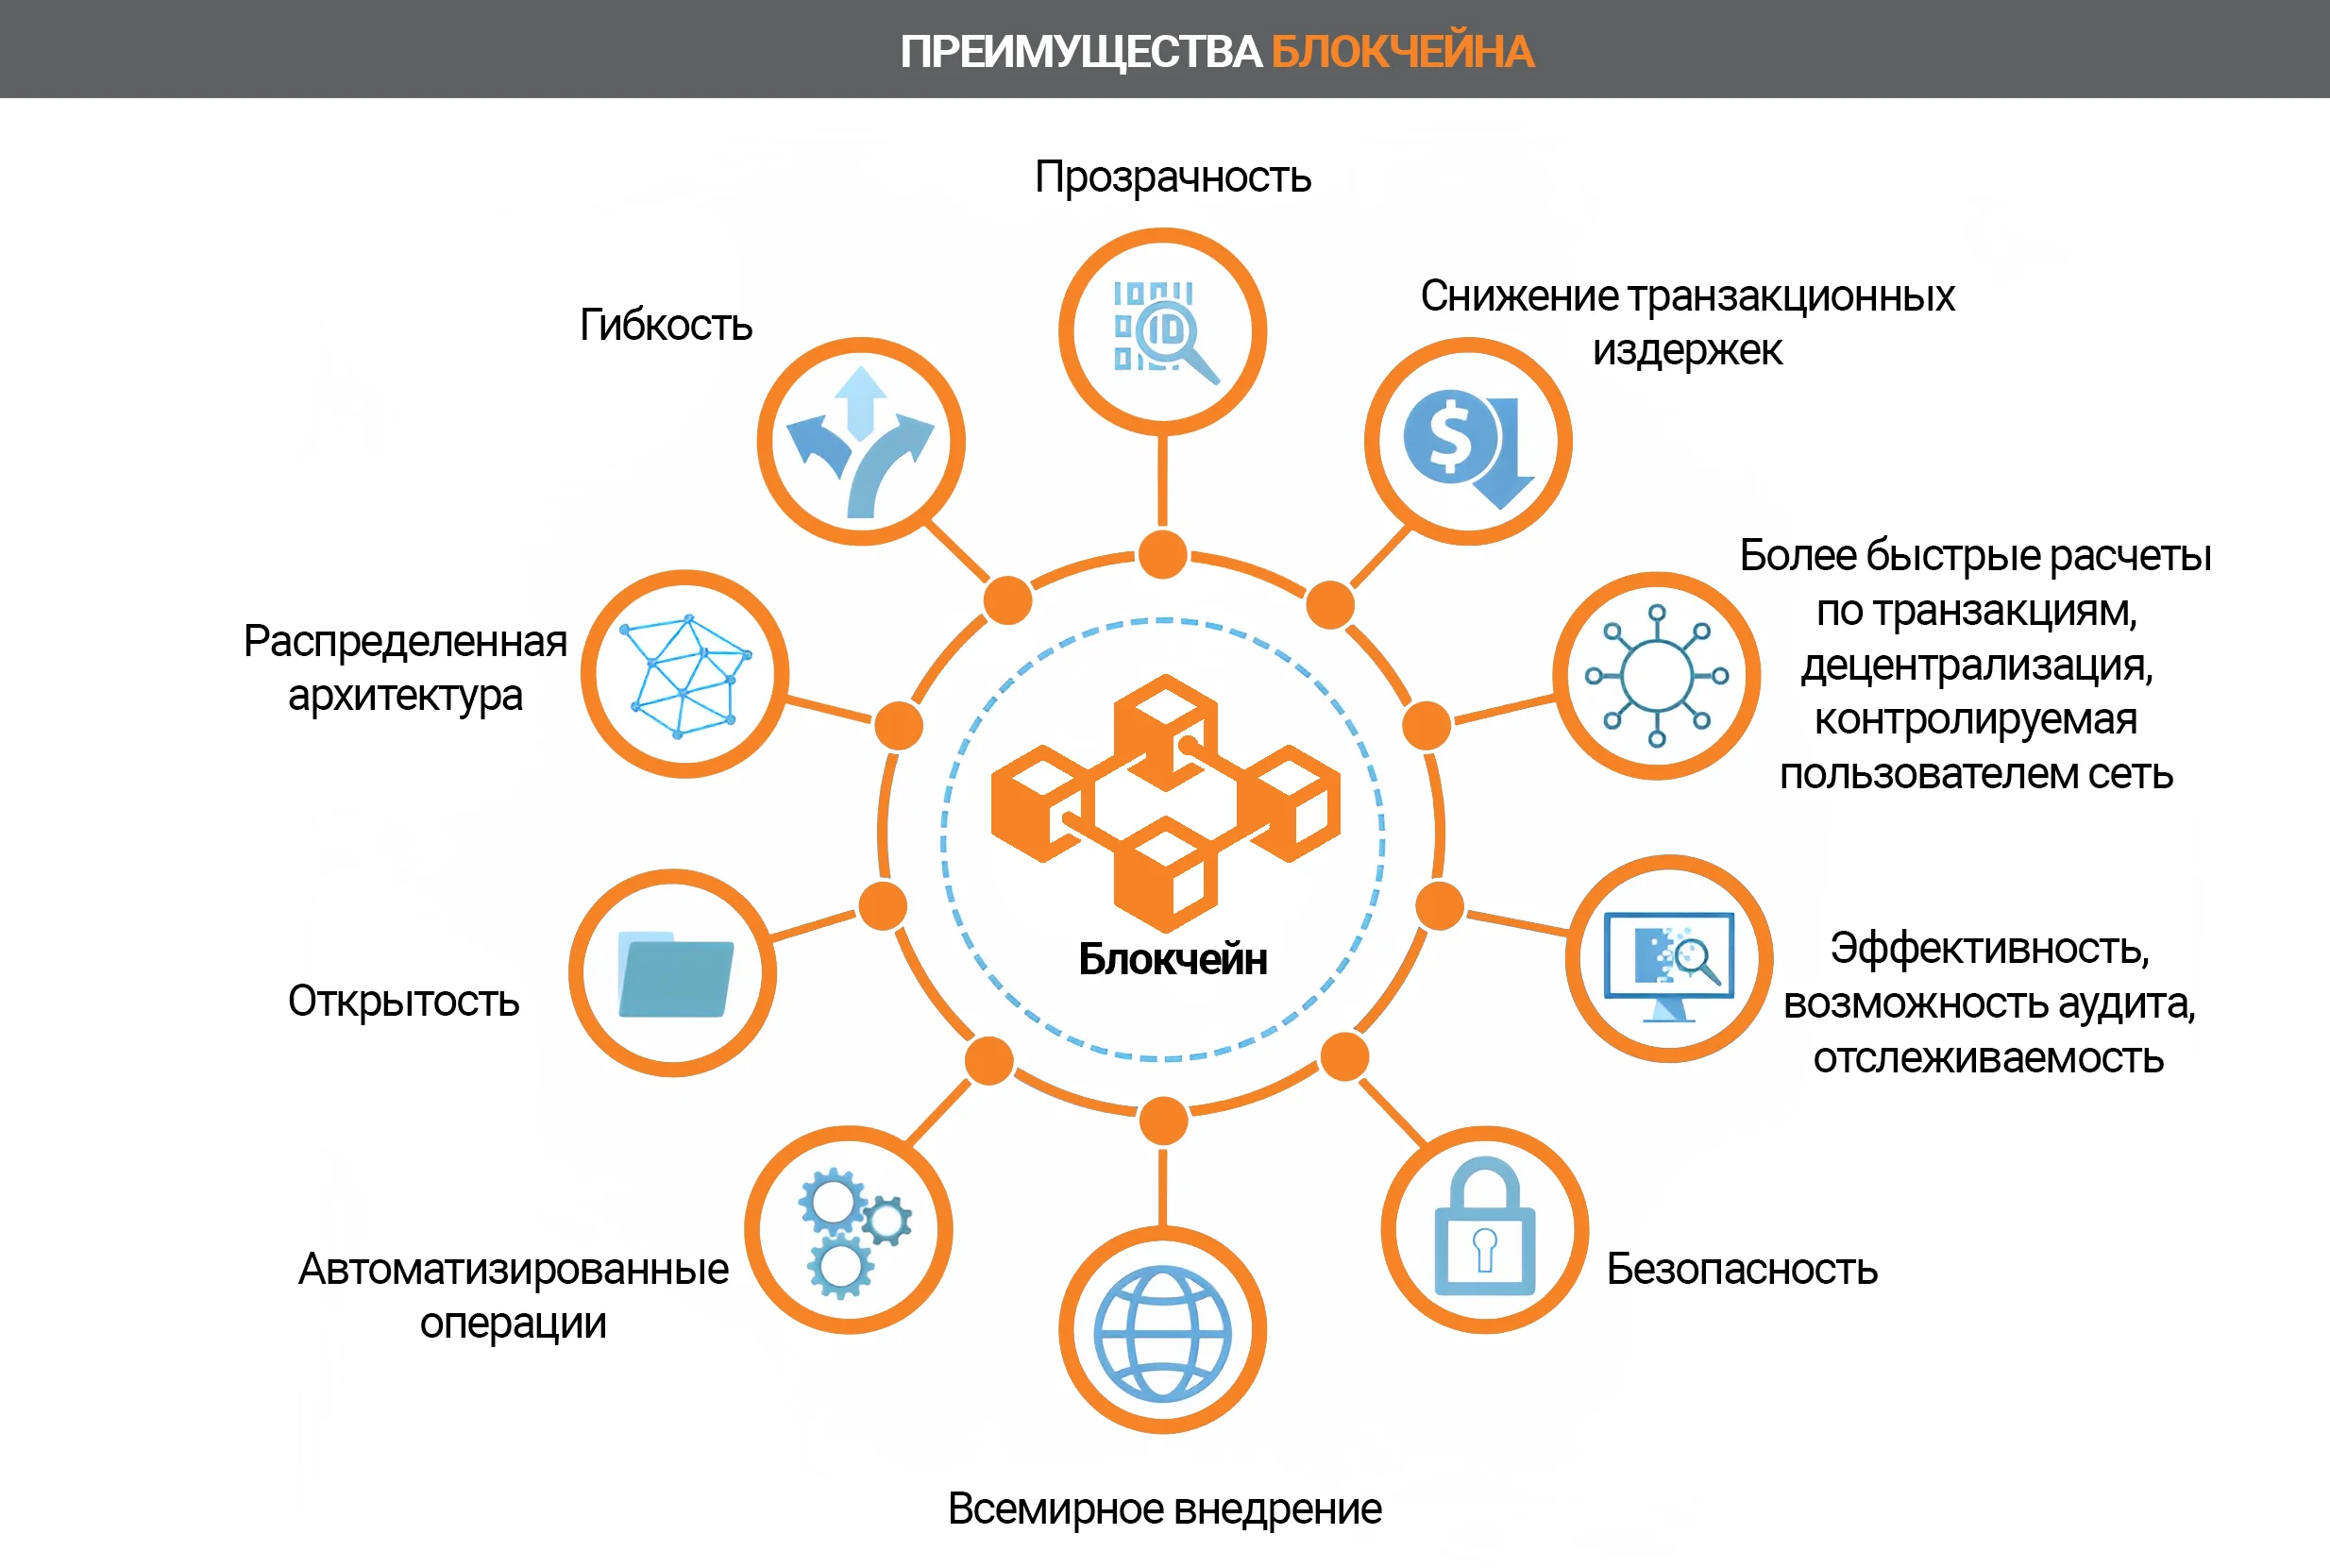 ПРЕИМУЩЕСТВА БЛОКЧЕЙНА
Прозрачность
Снижение транзакционных
издержек
Гибкость
Более быстрые расчеты
по транзакциям,
децентрализация,
контролируемая
пользователем сеть
Распределенная
архитектура
Блокчейн
Эффективность,
возможность аудита,
отслеживаемость
Открытость
Безопасность
Автоматизированные
операции
Всемирное внедрение